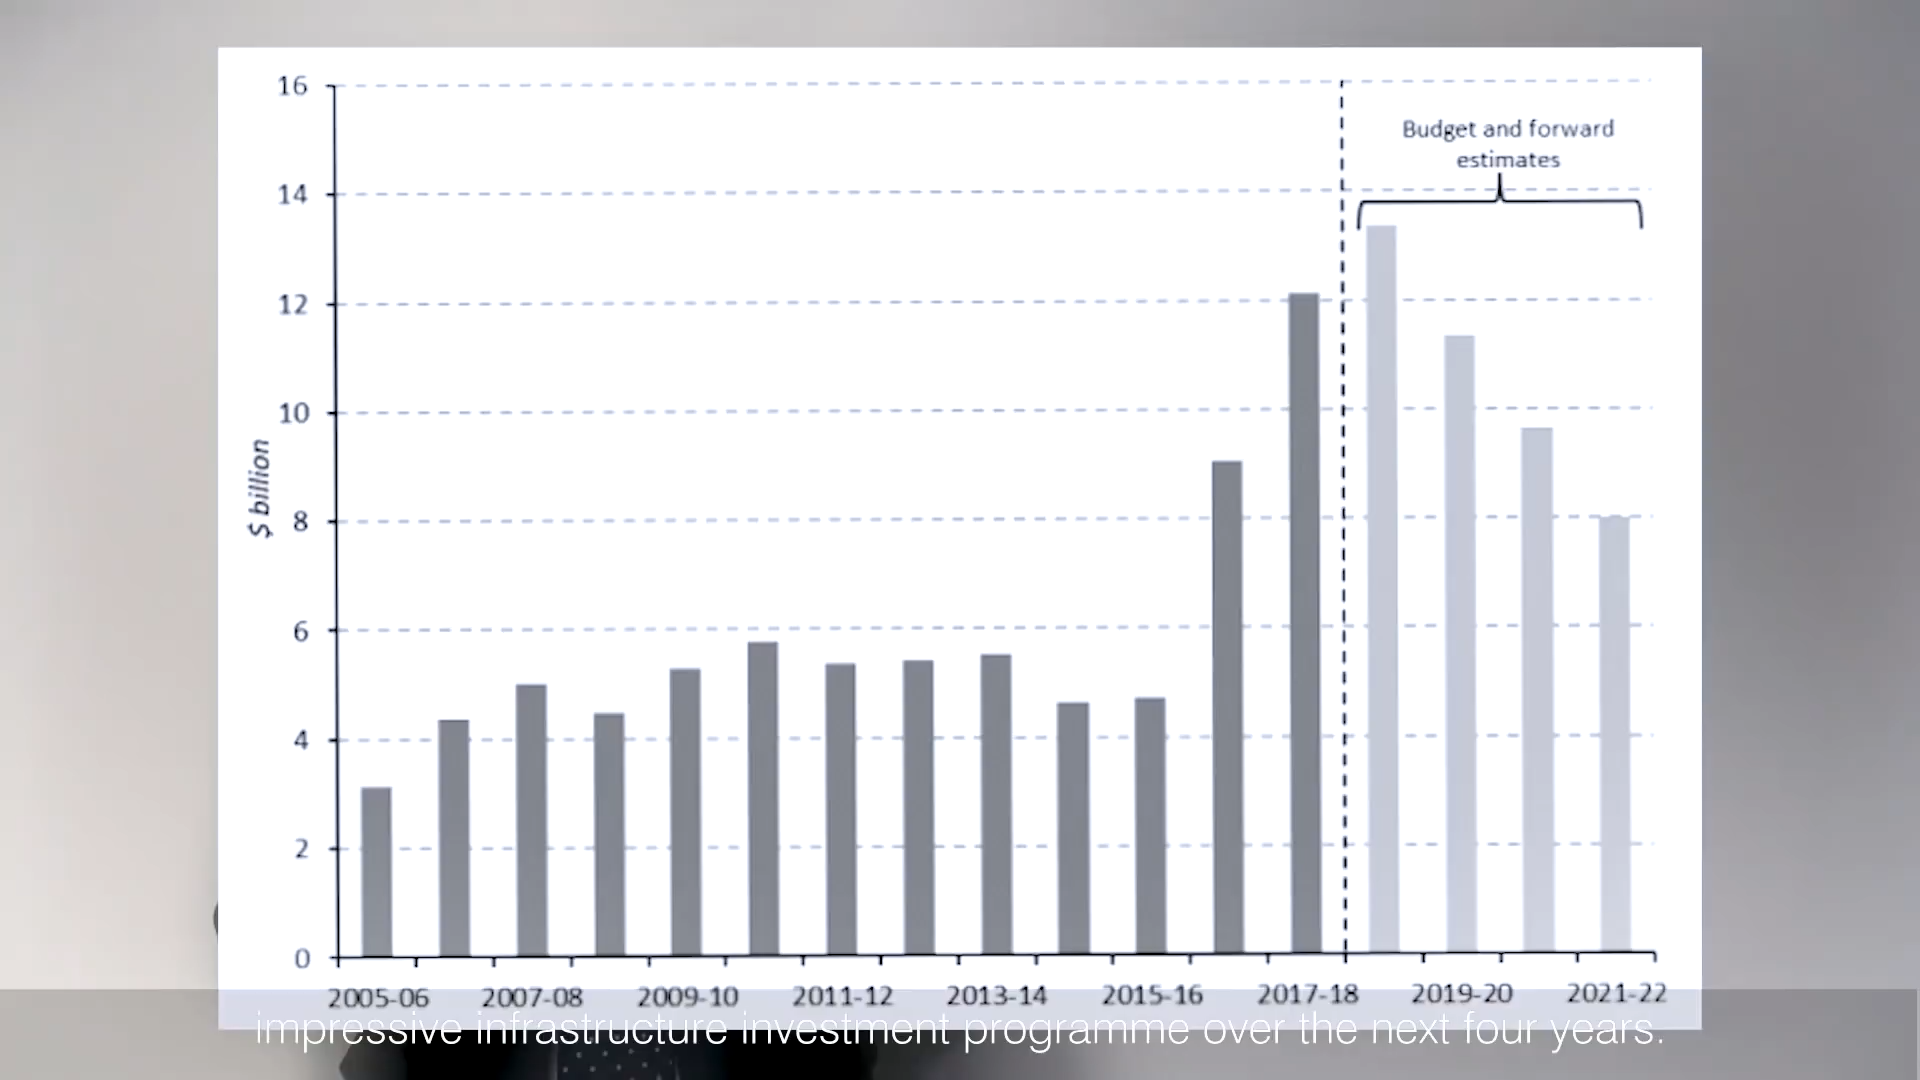 16
Budget and forward
estimates
14
12
10
$ billion
8
6
4
2
0
2005-06 2007-08 2009-10 2011-12 2013-14 2015-16 2017-18 2019-20 2021-22
impressive infrastructure investment programme over the next four years.